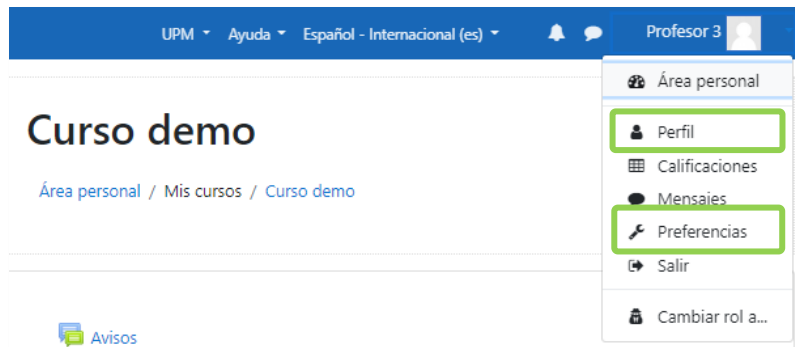 UPM Ayuda Español - Internacional (es) Profesor 3
Área personal
Perfil
Calificaciones
Mensajes
Preferencias
Salir
Cambiar rol a...
Curso demo
Área personal / Mis cursos / Curso demo
Avisos